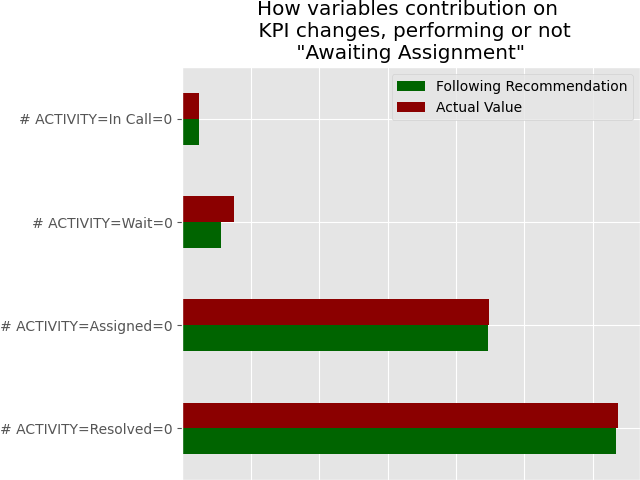 How variables contribution on
KPI changes, performing or not
"Awaiting Assignment"
Following Recommendation
Actual Value
# ACTIVITY=In Call=0
# ACTIVITY=Wait=0
# ACTIVITY=Assigned=0
# ACTIVITY=Resolved=0